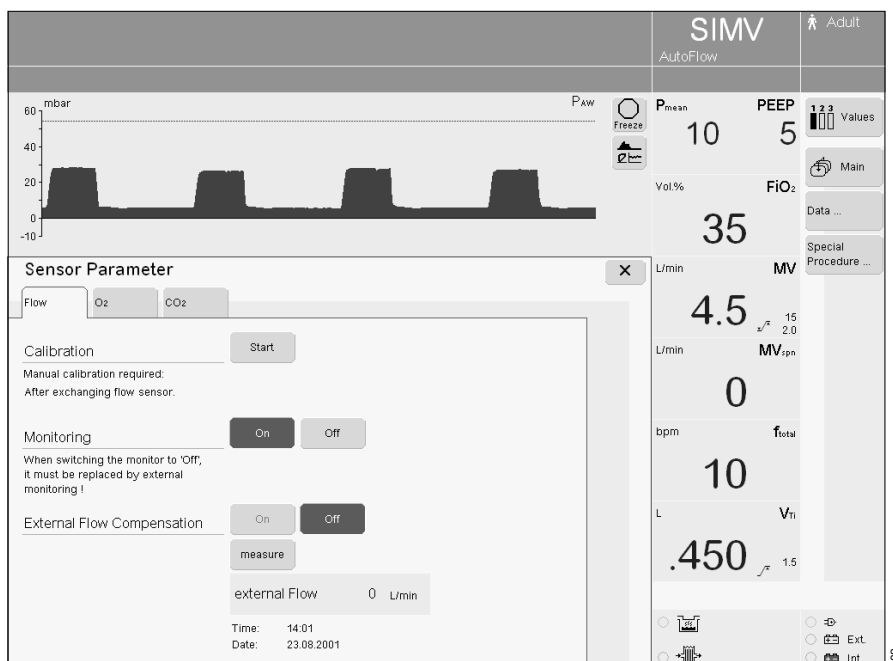 SIMV
AutoFlow
Adult
mbar
PAW
60
40
20
0
-10
Freeze
Pmean PEEP
10 5
Vol.% FiO2
35
L/min MV
4.5 15
2.0
L/min MVspn
0
bpm ftotal
10
L VTi
.450 1.5
1 2 3
Values
Main
Data ...
Special
Procedure ...
Sensor Parameter
X
Flow O2 CO2
Calibration Start
Manual calibration required:
After exchanging flow sensor.
Monitoring On Off
When switching the monitor to 'Off',
it must be replaced by external
monitoring !
External Flow Compensation On Off
measure
external Flow 0 L/min
Time: 14:01
Date: 23.08.2001
Ext.
Int.